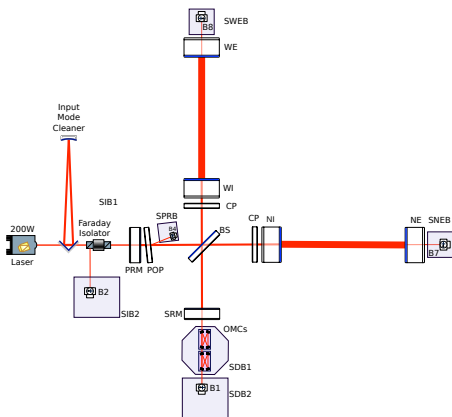 B8
SWEB
WE
Input
Mode
Cleaner
WI
SIB1
CP
SPRB
200W
Faraday
Isolator
B4
BS
CP
NI
NE
SNEB
B7
Laser
PRM
POP
B2
SIB2
SRM
OMCs
SDB1
B1
SDB2